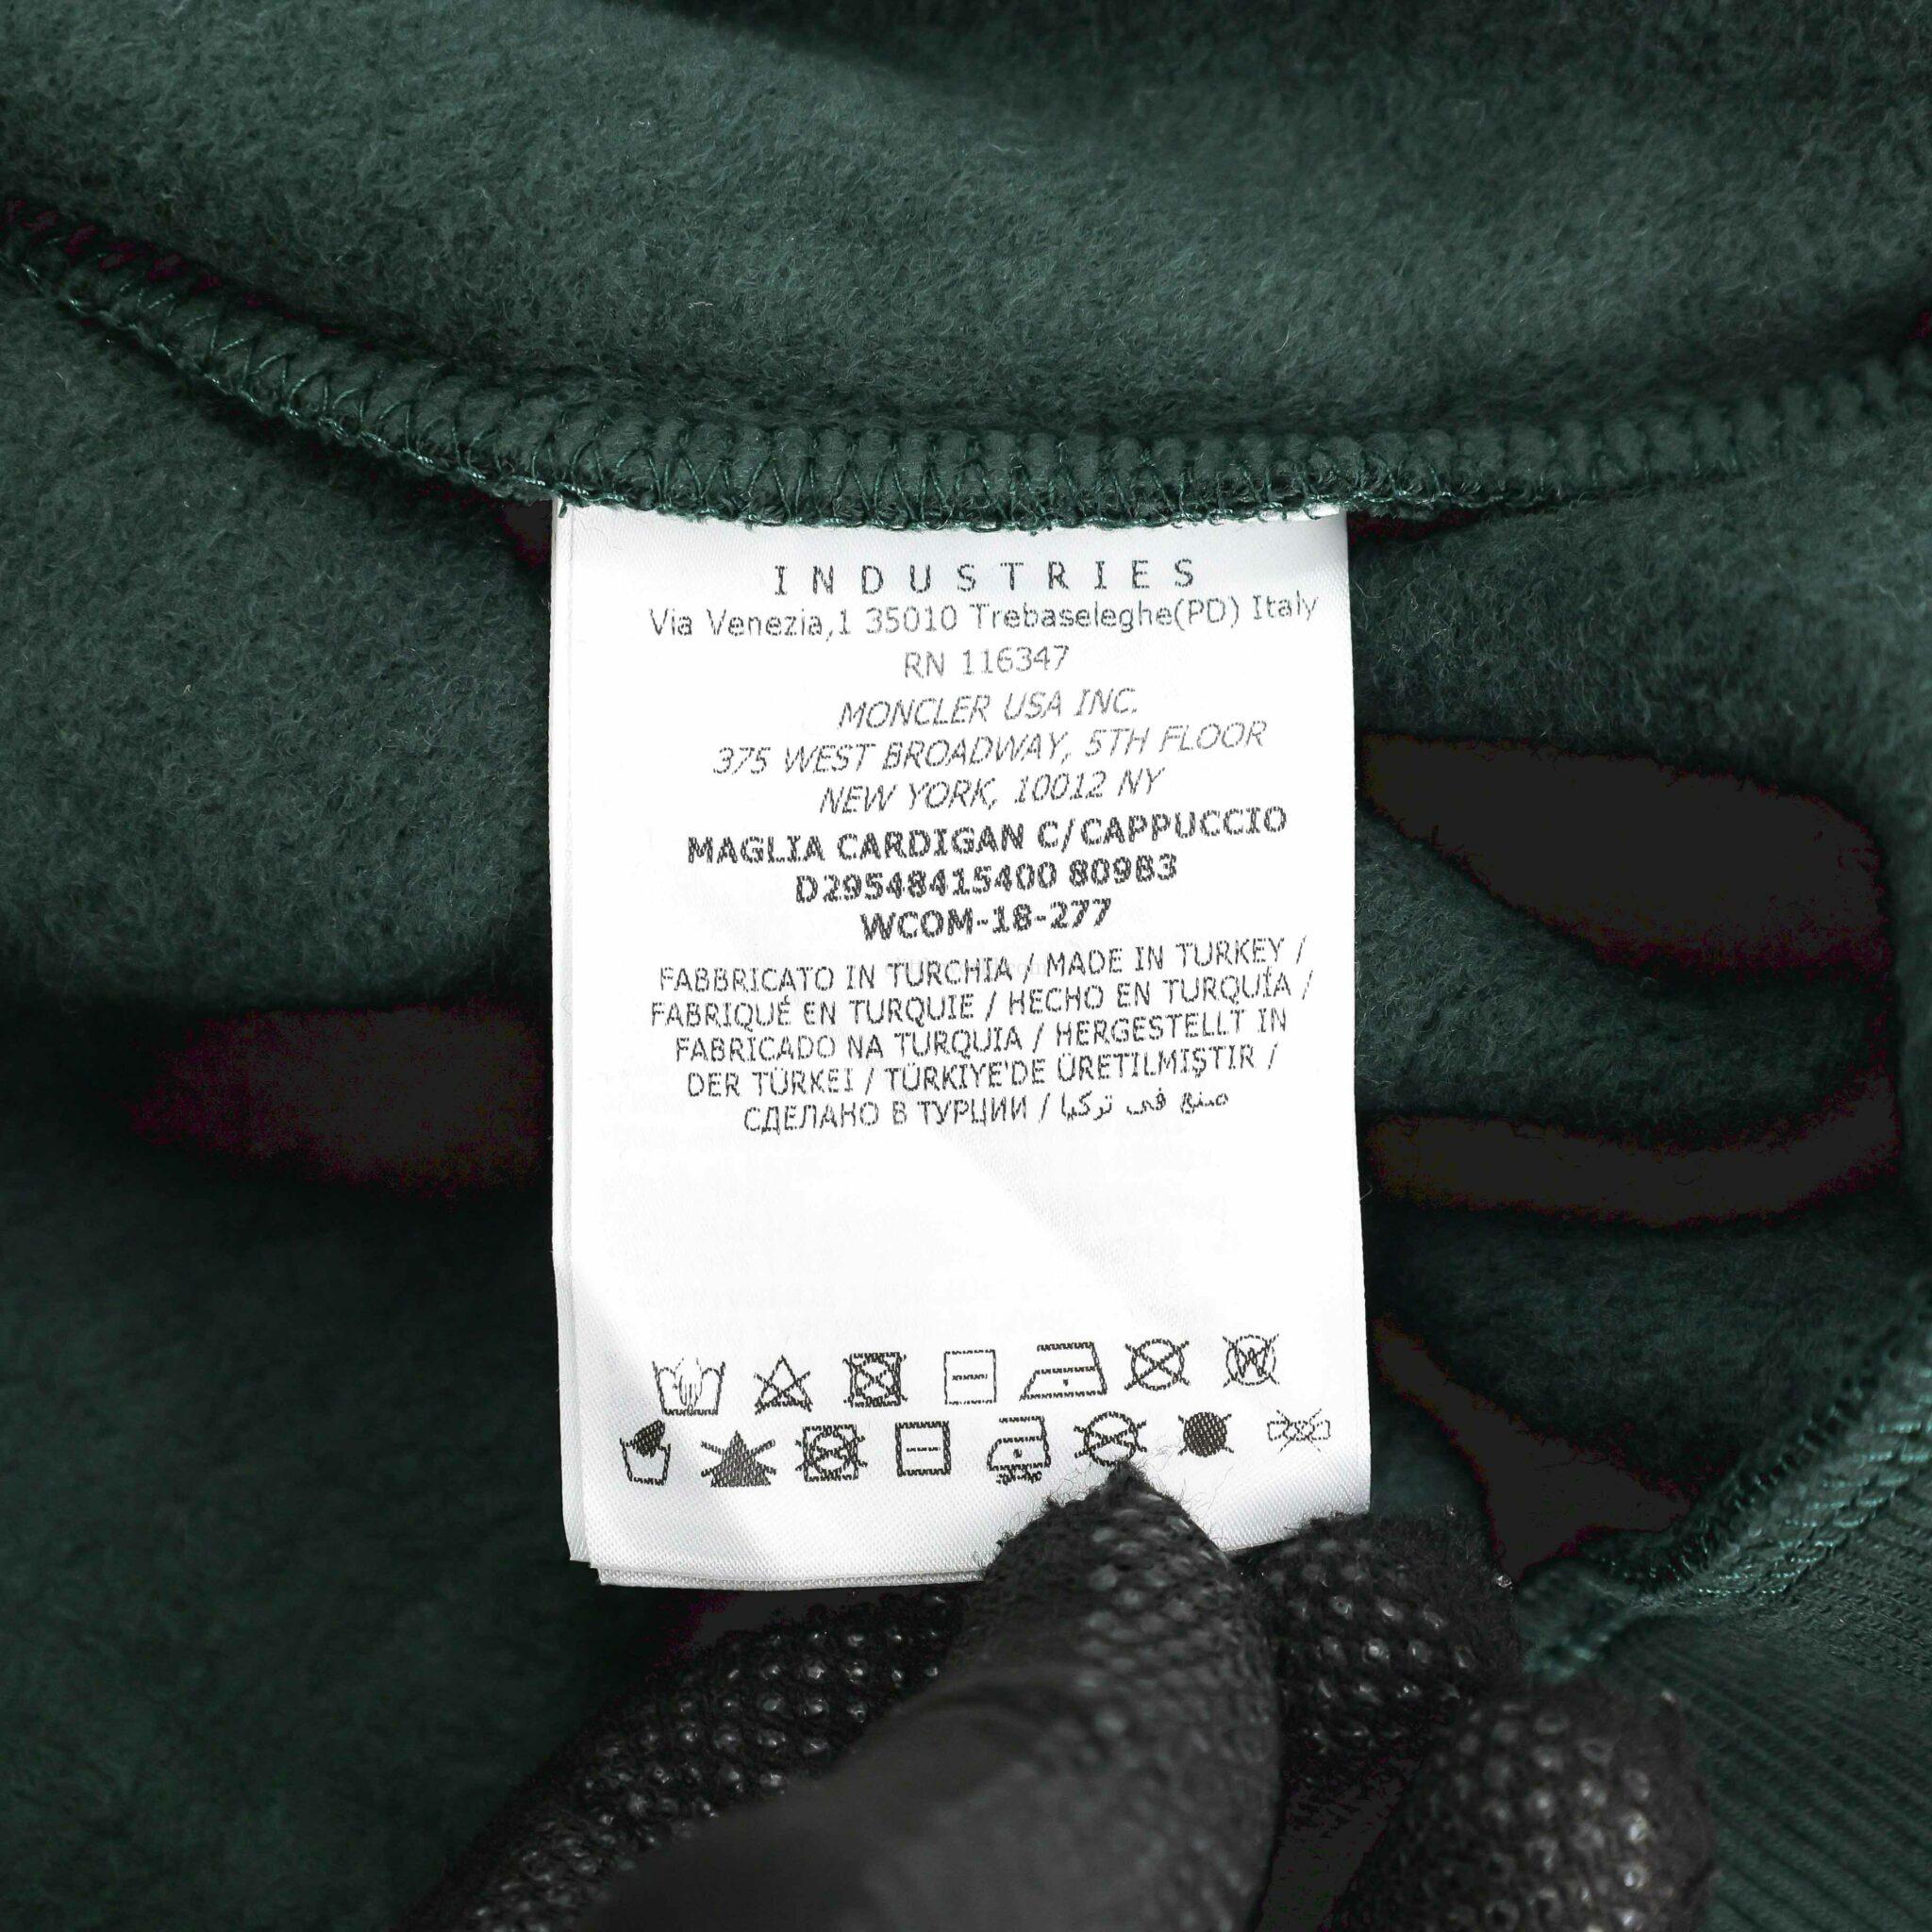 INDUSTRIES
Via Venezia,1 35010 Trebaseleghe(PD) Italy
RN 116347
MONCLER USA INC.
375 WEST BROADWAY, 5TH FLOOR
NEW YORK, 10012 NY
MAGLIA CARDIGAN C/CAPPUCCIO
D29548415400 809B3
WCOM-18-277
FABBRICATO IN TURCHIA / MADE IN TURKEY /
FABRIQUÉ EN TURQUIE / HECHO EN TURQUÍA /
FABRICADO NA TURQUIA / HERGESTELLT IN
DER TÜRKEI / TÜRKIYE'DE ÜRETILMIŞTIR /
СДЕЛАНО В ТУРЦИИ / صنع في تركيا
W